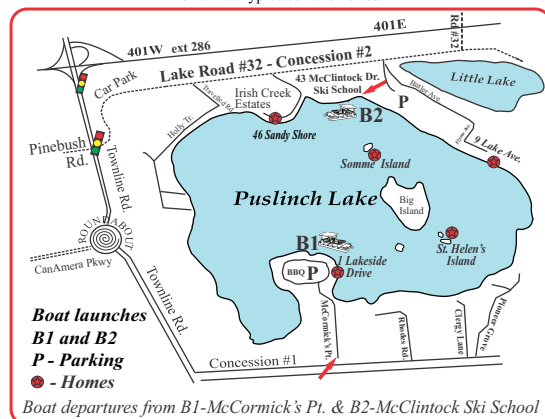 401E
Rd #32
401W ext 286
Lake Road #32 - Concession #2
Little Lake
Car Park
43 McClintock Dr.
Ski School
Irish Creek
Estates
Travelled Rd.
P
Butler Ave
B2
Holly Tr.
46 Sandy Shore
9 Lake Ave.
Pinebush
Rd.
Somme Island
Townline Rd.
Puslinch Lake
Big
Island
ROUNDABOUT
B1
St. Helen's
Island
CanAmera Pkwy
1 Lakeside
Drive
BBQ P
Boat launches
B1 and B2
P - Parking
- Homes
Townline Rd.
McCormick's Pt.
Rhodes Rd.
Clergy Lane
Pioneer Grove
Concession #1
Boat departures from B1-McCormick's Pt. & B2-McClintock Ski School